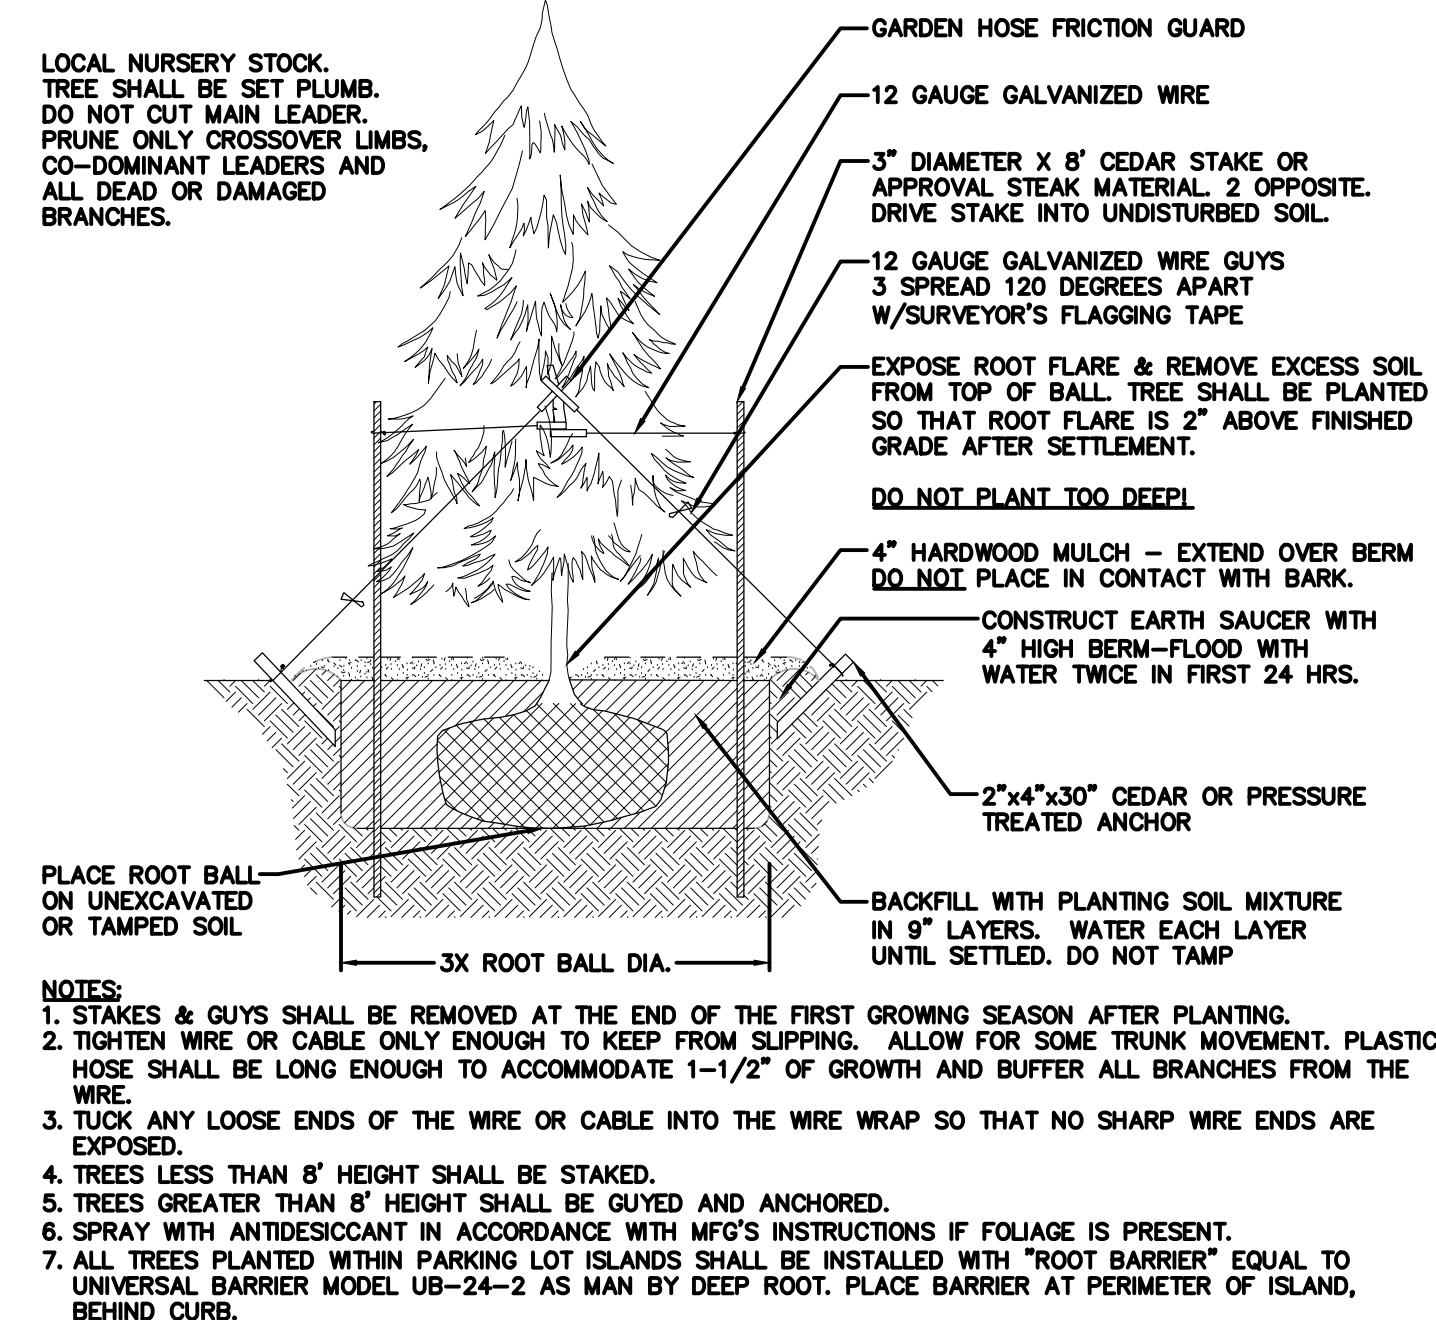 LOCAL NURSERY STOCK.
TREE SHALL BE SET PLUMB.
DO NOT CUT MAIN LEADER.
PRUNE ONLY CROSSOVER LIMBS,
CO-DOMINANT LEADERS AND
ALL DEAD OR DAMAGED
BRANCHES.
GARDEN HOSE FRICTION GUARD
12 GAUGE GALVANIZED WIRE
3" DIAMETER X 8' CEDAR STAKE OR
APPROVAL STEAK MATERIAL. 2 OPPOSITE.
DRIVE STAKE INTO UNDISTURBED SOIL.
12 GAUGE GALVANIZED WIRE GUYS
3 SPREAD 120 DEGREES APART
W/SURVEYOR'S FLAGGING TAPE
EXPOSE ROOT FLARE & REMOVE EXCESS SOIL
FROM TOP OF BALL. TREE SHALL BE PLANTED
SO THAT ROOT FLARE IS 2" ABOVE FINISHED
GRADE AFTER SETTLEMENT.
DO NOT PLANT TOO DEEP!
4" HARDWOOD MULCH - EXTEND OVER BERM
DO NOT PLACE IN CONTACT WITH BARK.
CONSTRUCT EARTH SAUCER WITH
4" HIGH BERM-FLOOD WITH
WATER TWICE IN FIRST 24 HRS.
2"x4"x30" CEDAR OR PRESSURE
TREATED ANCHOR
PLACE ROOT BALL
ON UNEXCAVATED
OR TAMPED SOIL
BACKFILL WITH PLANTING SOIL MIXTURE
IN 9" LAYERS. WATER EACH LAYER
UNTIL SETTLED. DO NOT TAMP
3X ROOT BALL DIA.
NOTES:
1. STAKES & GUYS SHALL BE REMOVED AT THE END OF THE FIRST GROWING SEASON AFTER PLANTING.
2. TIGHTEN WIRE OR CABLE ONLY ENOUGH TO KEEP FROM SLIPPING. ALLOW FOR SOME TRUNK MOVEMENT. PLASTIC
HOSE SHALL BE LONG ENOUGH TO ACCOMMODATE 1-1/2" OF GROWTH AND BUFFER ALL BRANCHES FROM THE
WIRE.
3. TUCK ANY LOOSE ENDS OF THE WIRE OR CABLE INTO THE WIRE WRAP SO THAT NO SHARP WIRE ENDS ARE
EXPOSED.
4. TREES LESS THAN 8' HEIGHT SHALL BE STAKED.
5. TREES GREATER THAN 8' HEIGHT SHALL BE GUYED AND ANCHORED.
6. SPRAY WITH ANTIDESICCANT IN ACCORDANCE WITH MFG'S INSTRUCTIONS IF FOLIAGE IS PRESENT.
7. ALL TREES PLANTED WITHIN PARKING LOT ISLANDS SHALL BE INSTALLED WITH "ROOT BARRIER" EQUAL TO
UNIVERSAL BARRIER MODEL UB-24-2 AS MAN BY DEEP ROOT. PLACE BARRIER AT PERIMETER OF ISLAND,
BEHIND CURB.